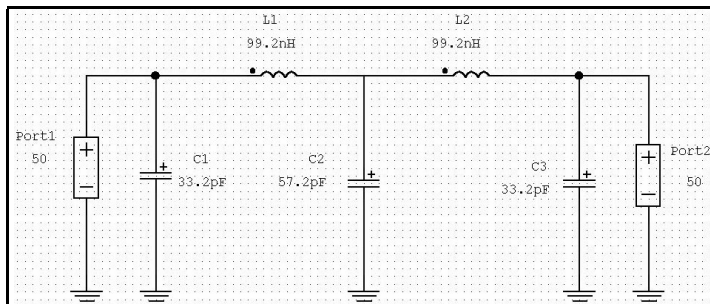 L1
99.2nH
L2
99.2nH
Port1
50
C1
33.2pF
C2
57.2pF
C3
33.2pF
Port2
50